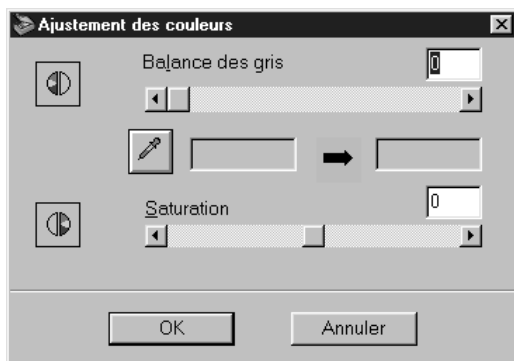 Ajustement des couleurs
Balance des gris
0
Saturation
0
OK
Annuler